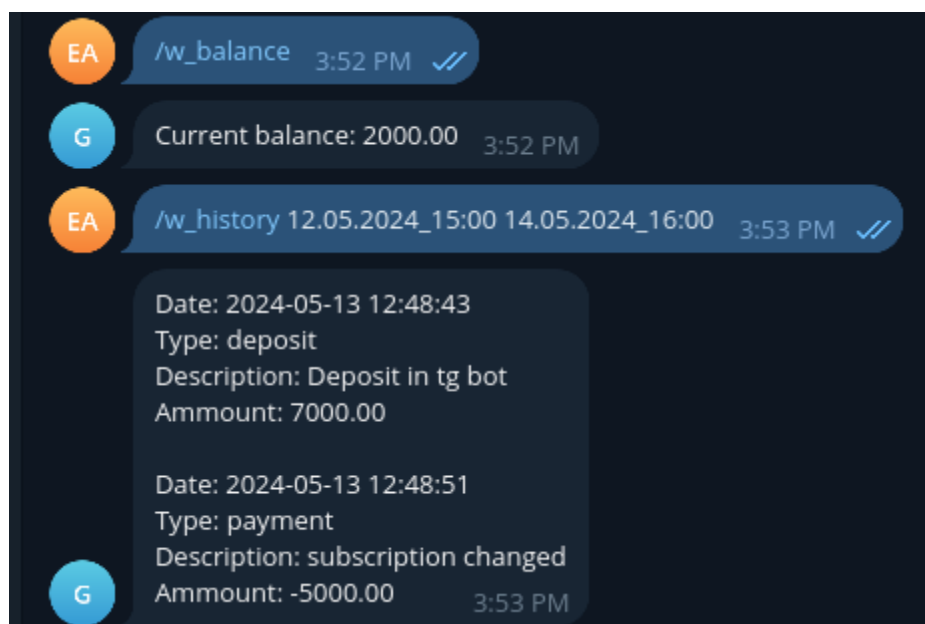 EA
/w_balance 3:52 PM
G
Current balance: 2000.00 3:52 PM
EA
/w_history 12.05.2024_15:00 14.05.2024_16:00 3:53 PM
Date: 2024-05-13 12:48:43
Type: deposit
Description: Deposit in tg bot
Ammount: 7000.00
Date: 2024-05-13 12:48:51
Type: payment
Description: subscription changed
G
Ammount: -5000.00 3:53 PM